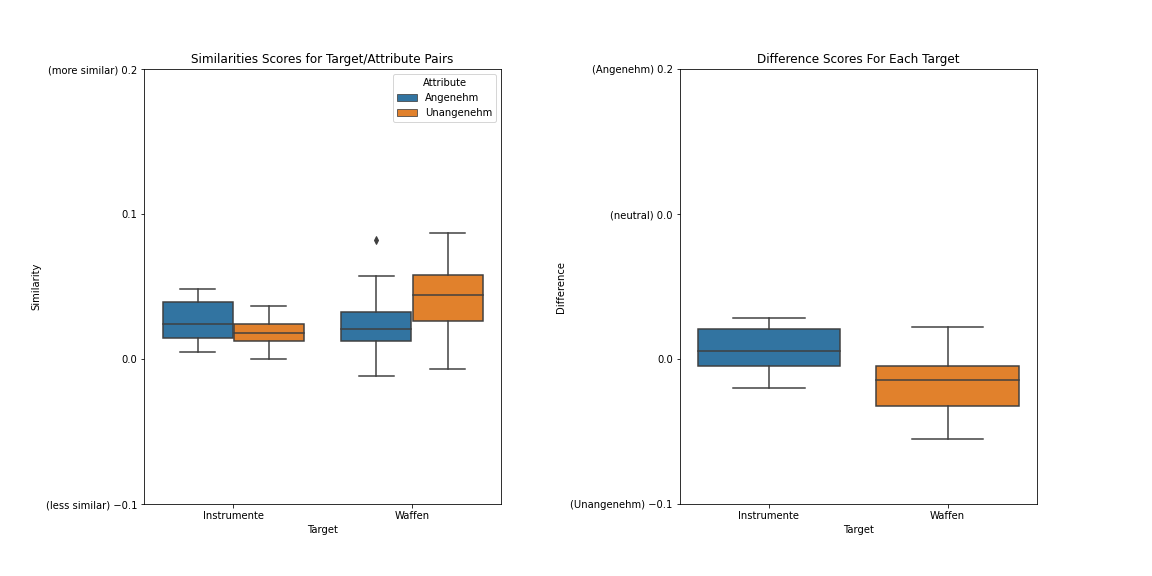 Similarities Scores for Target/Attribute Pairs
(more similar) 0.2
0.1
0.0
(less similar) −0.1
Similarity
Attribute
Angenehm
Unangenehm
Instrumente
Waffen
Target
Difference Scores For Each Target
(Angenehm) 0.2
(neutral) 0.0
0.0
(Unangenehm) −0.1
Difference
Instrumente
Waffen
Target